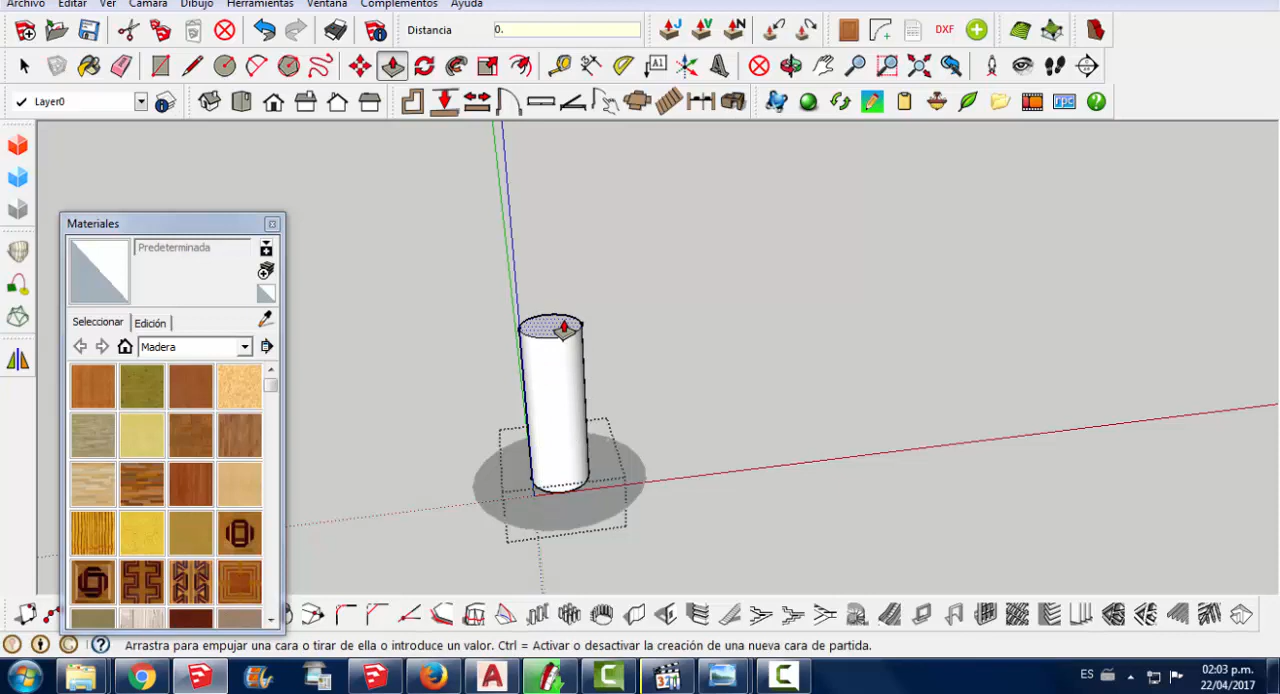 Archivo Editar Ver Cámara Dibujo Herramientas Ventana Complementos Ayuda
Distancia 0.
J V N DXF
A1
Layer0
rpc
Materiales
Predeterminada
Seleccionar Edición
Madera
Arrastra para empujar una cara o tirar de ella o introduce un valor. Ctrl = Activar o desactivar la creación de una nueva cara de partida.
ES 02:03 p.m.
22/04/2017